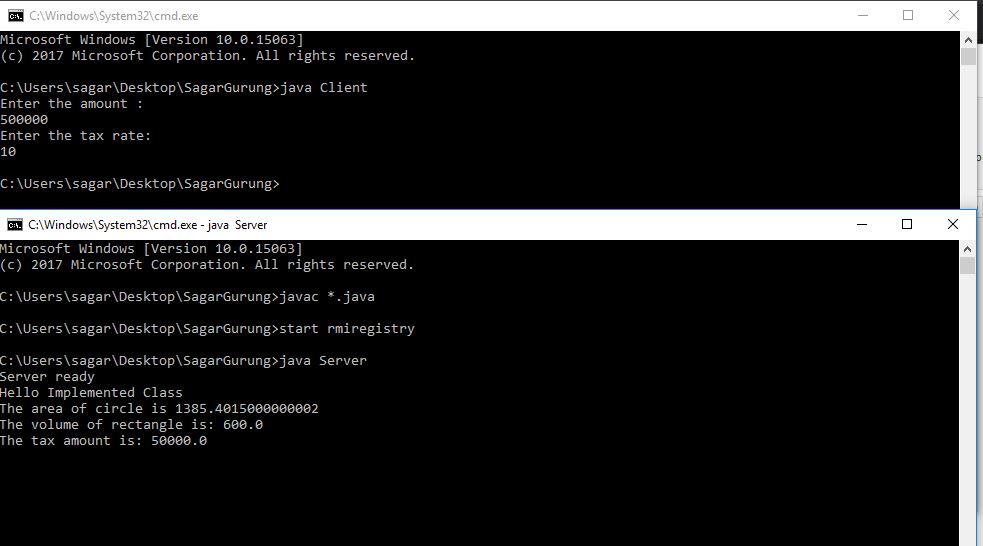 C:\Windows\System32\cmd.exe
Microsoft Windows [Version 10.0.15063]
(c) 2017 Microsoft Corporation. All rights reserved.
C:\Users\sagar\Desktop\SagarGurung>java Client
Enter the amount :
500000
Enter the tax rate:
10
C:\Users\sagar\Desktop\SagarGurung>
C:\Windows\System32\cmd.exe - java  Server
Microsoft Windows [Version 10.0.15063]
(c) 2017 Microsoft Corporation. All rights reserved.
C:\Users\sagar\Desktop\SagarGurung>javac *.java
C:\Users\sagar\Desktop\SagarGurung>start rmiregistry
C:\Users\sagar\Desktop\SagarGurung>java Server
Server ready
Hello Implemented Class
The area of circle is 1385.4015000000002
The volume of rectangle is: 600.0
The tax amount is: 50000.0